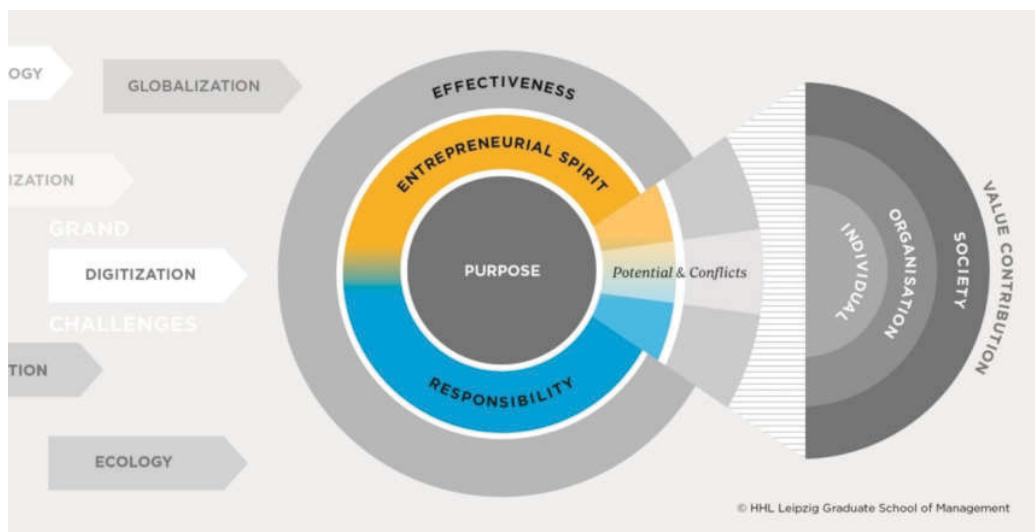 OGY
GLOBALIZATION
IZATION
GRAND
DIGITIZATION
CHALLENGES
TION
ECOLOGY
EFFECTIVENESS
ENTREPRENEURIAL SPIRIT
PURPOSE
Potential & Conflicts
RESPONSIBILITY
INDIVIDUAL
ORGANISATION
SOCIETY
VALUE CONTRIBUTION
© HHL Leipzig Graduate School of Management